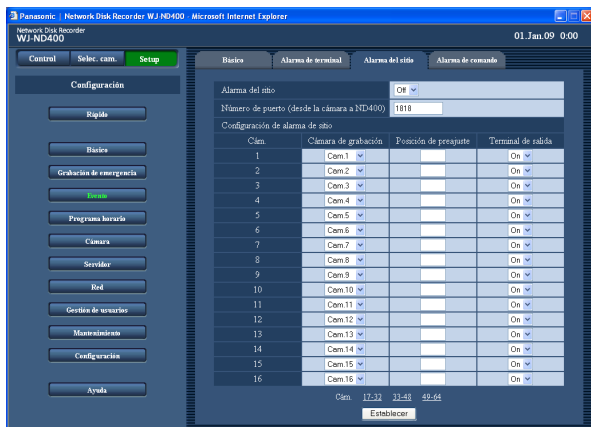 Panasonic | Network Disk Recorder WJ-ND400 - Microsoft Internet Explorer
Network Disk Recorder
WJ-ND400
01.Jan.09 0:00
Control Selec. cam. Setup
Básico Alarma de terminal Alarma del sitio Alarma de comando
Configuración
Rápido
Básico
Grabación de emergencia
Evento
Programa horario
Cámara
Servidor
Red
Gestión de usuarios
Mantenimiento
Configuración
Ayuda
Alarma del sitio Off
Número de puerto (desde la cámara a ND400) 1818
Configuración de alarma de sitio
Cám. Cámara de grabación Posición de preajuste Terminal de salida
1 Cam.1 On
2 Cam.2 On
3 Cam.3 On
4 Cam.4 On
5 Cam.5 On
6 Cam.6 On
7 Cam.7 On
8 Cam.8 On
9 Cam.9 On
10 Cam.10 On
11 Cam.11 On
12 Cam.12 On
13 Cam.13 On
14 Cam.14 On
15 Cam.15 On
16 Cam.16 On
Cám. 17-32 33-48 49-64
Establecer